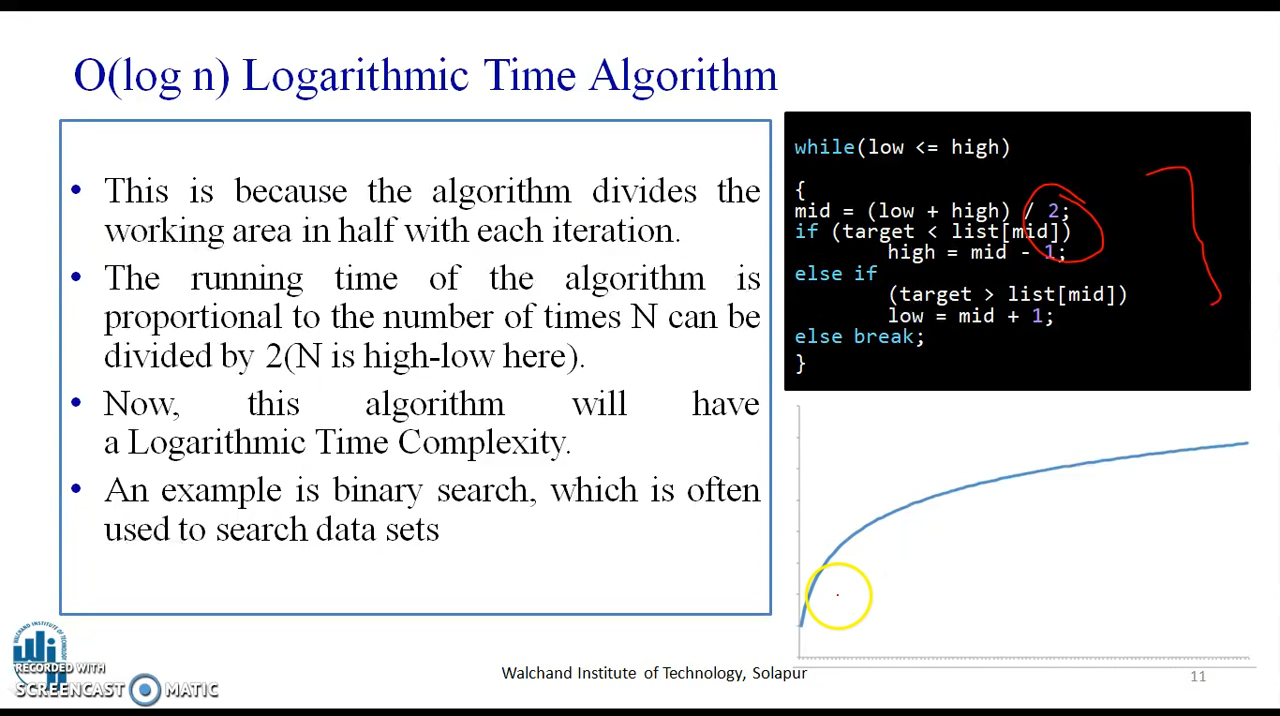 O(log n) Logarithmic Time Algorithm
• This is because the algorithm divides the
working area in half with each iteration.
• The running time of the algorithm is
proportional to the number of times N can be
divided by 2(N is high-low here).
• Now, this algorithm will have
a Logarithmic Time Complexity.
• An example is binary search, which is often
used to search data sets
while(low <= high)
{
mid = (low + high) / 2;
if (target < list[mid])
high = mid - 1;
else if
(target > list[mid])
low = mid + 1;
else break;
}
WALCHAND INSTITUTE OF TECHNOLOGY
RECORDED WITH
SCREENCAST MATIC
Walchand Institute of Technology, Solapur
11